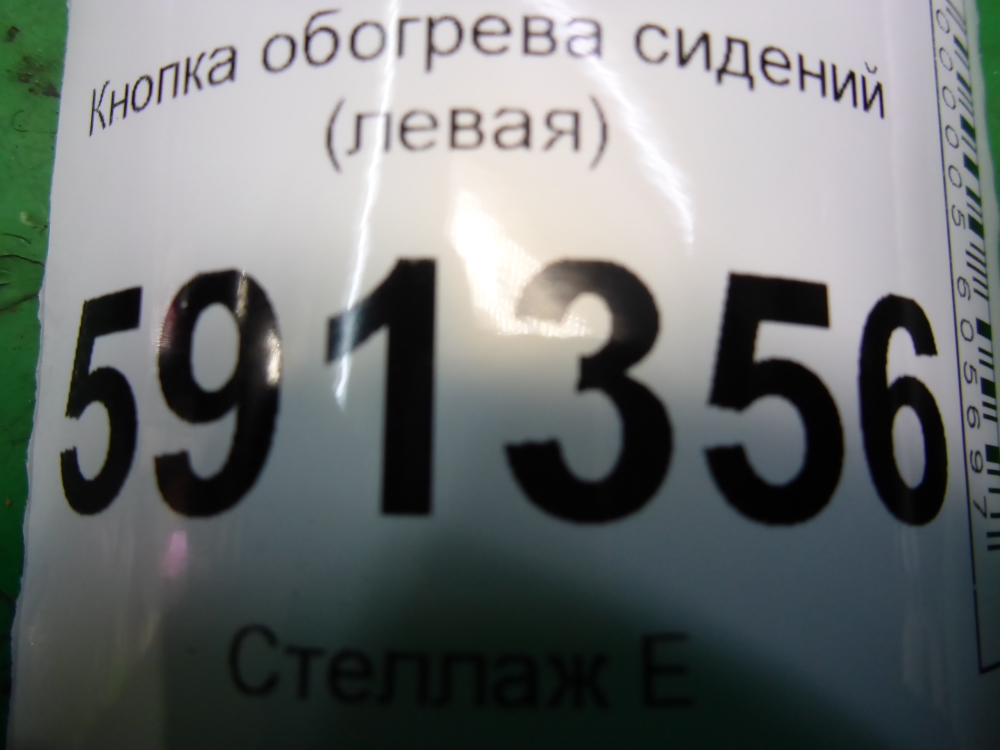 Кнопка обогрева сидений
(левая)
591356
Стеллаж Е